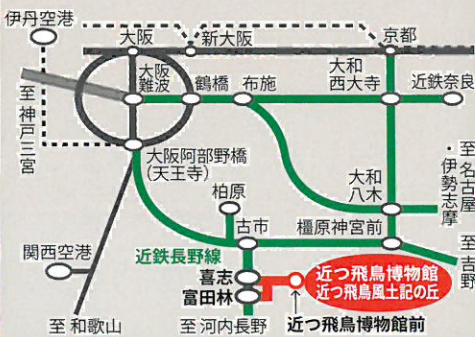 伊丹空港
大阪
新大阪
京都
大阪
難波
鶴橋
布施
大和
西大寺
近鉄奈良
至神戸三宮
大阪阿部野橋
(天王寺)
柏原
大和
八木
至名古屋
・伊勢志摩
古市
橿原神宮前
至吉野
近鉄長野線
関西空港
喜志
富田林
近つ飛鳥博物館
近つ飛鳥風土記の丘
至和歌山
至河内長野
近つ飛鳥博物館前